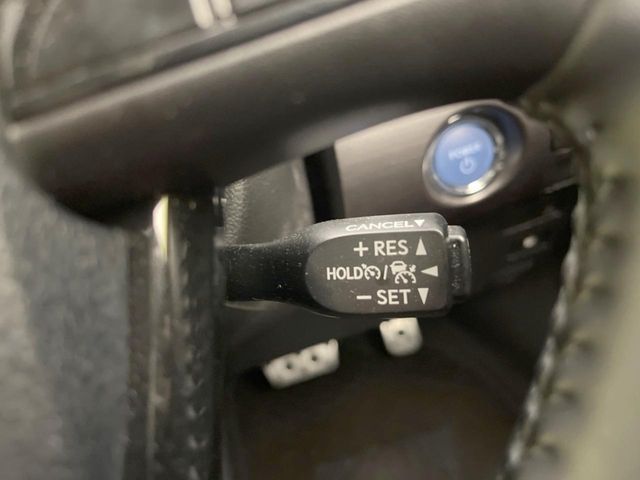 POWER
CANCEL▼
+ RES ▲
HOLD / ◄
− SET ▼